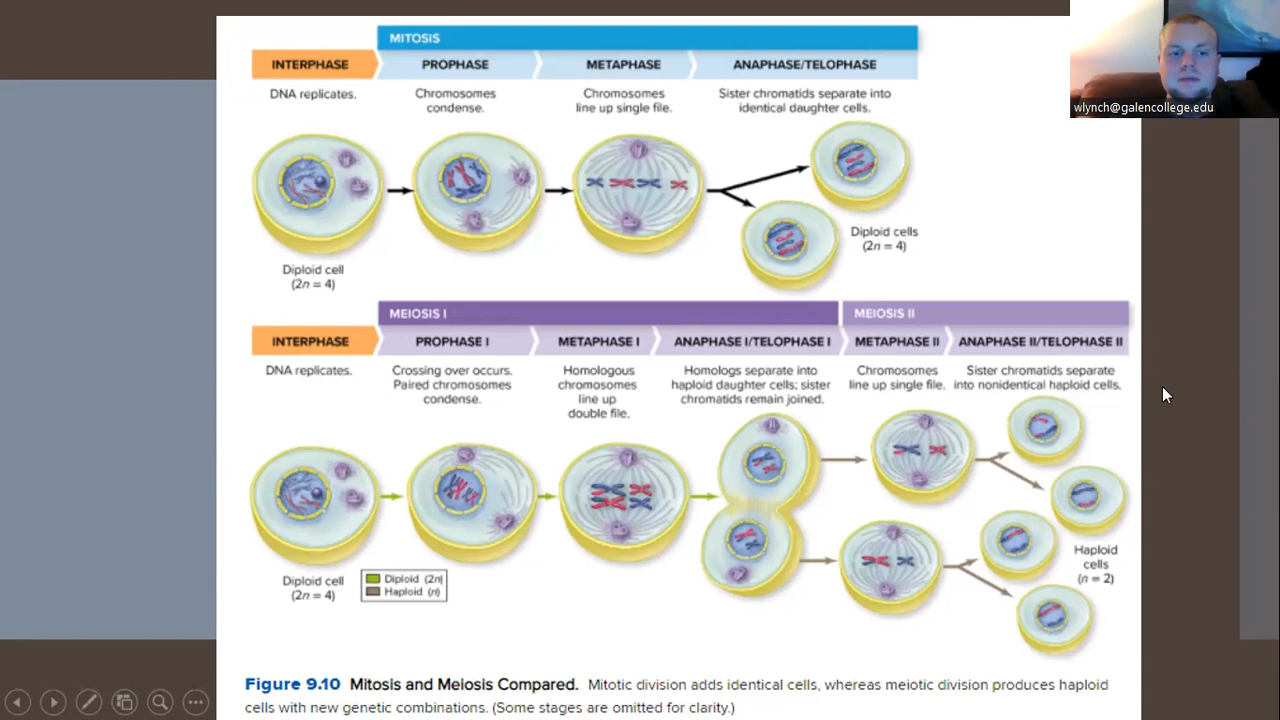 wlynch@galencollege.edu
MITOSIS
INTERPHASE
PROPHASE
METAPHASE
ANAPHASE/TELOPHASE
DNA replicates.
Chromosomes
condense.
Chromosomes
line up single file.
Sister chromatids separate into
identical daughter cells.
Diploid cell
(2n = 4)
Diploid cells
(2n = 4)
MEIOSIS I
MEIOSIS II
INTERPHASE
PROPHASE I
METAPHASE I
ANAPHASE I/TELOPHASE I
METAPHASE II
ANAPHASE II/TELOPHASE II
DNA replicates.
Crossing over occurs.
Paired chromosomes
condense.
Homologous
chromosomes
line up
double file.
Homologs separate into
haploid daughter cells; sister
chromatids remain joined.
Chromosomes
line up single file.
Sister chromatids separate
into nonidentical haploid cells.
Diploid cell
(2n = 4)
Diploid (2n)
Haploid (n)
Haploid
cells
(n = 2)
Figure 9.10 Mitosis and Meiosis Compared. Mitotic division adds identical cells, whereas meiotic division produces haploid
cells with new genetic combinations. (Some stages are omitted for clarity.)